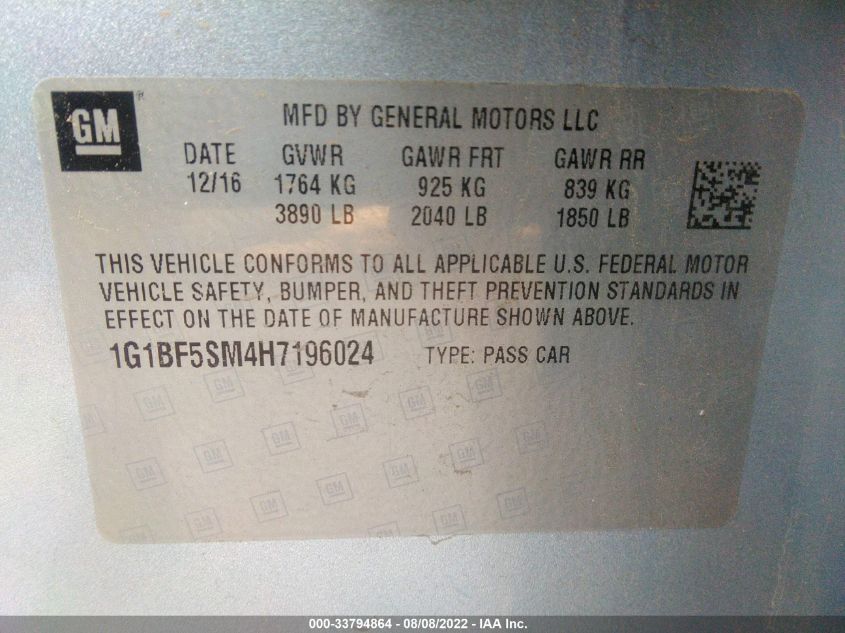 GM®
MFD BY GENERAL MOTORS LLC
DATE GVWR GAWR FRT GAWR RR
12/16 1764 KG 925 KG 839 KG
3890 LB 2040 LB 1850 LB
THIS VEHICLE CONFORMS TO ALL APPLICABLE U.S. FEDERAL MOTOR
VEHICLE SAFETY, BUMPER, AND THEFT PREVENTION STANDARDS IN
EFFECT ON THE DATE OF MANUFACTURE SHOWN ABOVE.
1G1BF5SM4H7196024 TYPE: PASS CAR
000-33794864 - 08/08/2022 - IAA Inc.